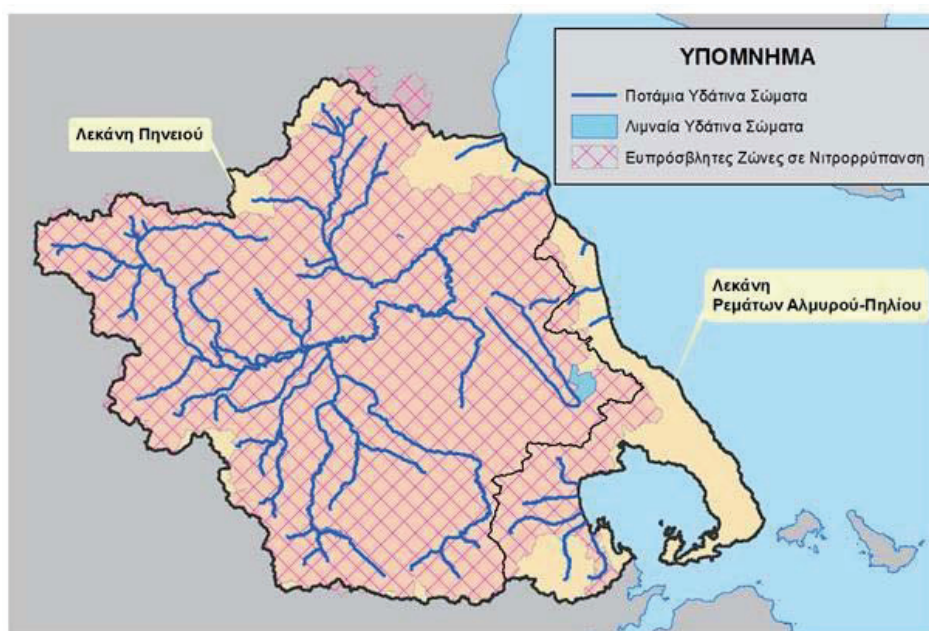 ΥΠΟΜΝΗΜΑ
Ποτάμια Υδάτινα Σώματα
Λιμναία Υδάτινα Σώματα
Ευπρόσβλητες Ζώνες σε Νιτρορρύπανση
Λεκάνη Πηνειού
Λεκάνη
Ρεμάτων Αλμυρού-Πηλίου